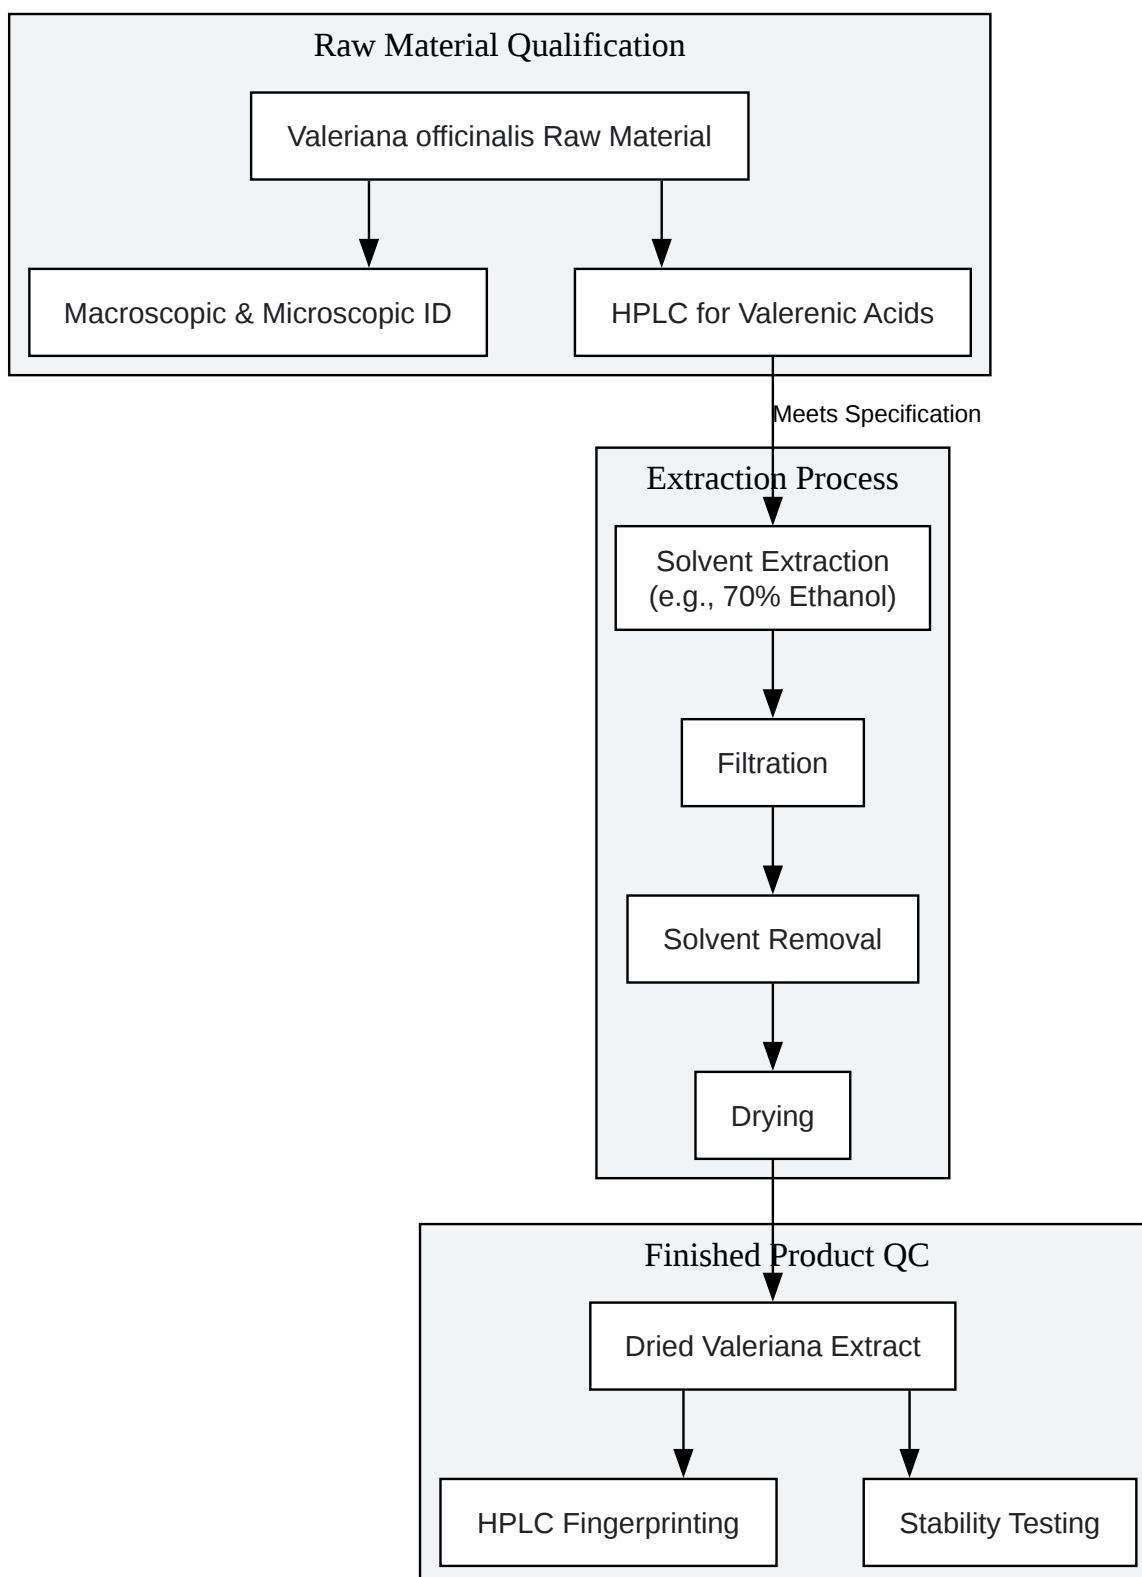 Raw Material Qualification
Valeriana officinalis Raw Material
Macroscopic & Microscopic ID
HPLC for Valerenic Acids
Meets Specification
Extraction Process
Solvent Extraction
(e.g., 70% Ethanol)
Filtration
Solvent Removal
Drying
Finished Product QC
Dried Valeriana Extract
HPLC Fingerprinting
Stability Testing